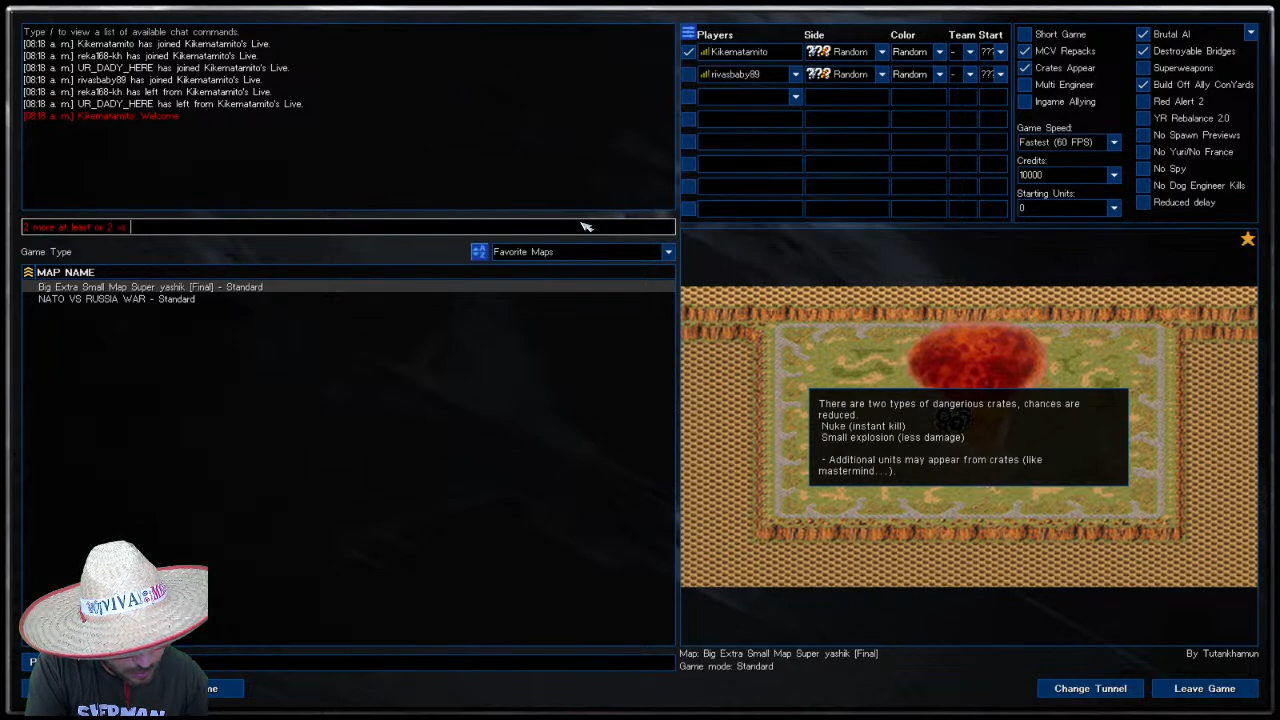 Type / to view a list of available chat commands.
[08:18 a. m.] Kikematamito has joined Kikematamito's Live.
[08:18 a. m.] reka168-kh has joined Kikematamito's Live.
[08:18 a. m.] UR_DADY_HERE has joined Kikematamito's Live.
[08:18 a. m.] rivasbaby89 has joined Kikematamito's Live.
[08:18 a. m.] reka168-kh has left from Kikematamito's Live.
[08:18 a. m.] UR_DADY_HERE has left from Kikematamito's Live.
[08:18 a. m.] Kikematamito: Welcome
2 more at least
Game Type
Favorite Maps
MAP NAME
Big Extra Small Map Super yashik [Final] - Standard
NATO VS RUSSIA WAR - Standard
Players Side Color Team Start
Kikematamito ??? Random Random - ???
rivasbaby89 ??? Random Random - ???
Short Game
MCV Repacks
Crates Appear
Multi Engineer
Ingame Allying
Game Speed:
Fastest (60 FPS)
Credits:
10000
Starting Units:
0
Brutal AI
Destroyable Bridges
Superweapons
Build Off Ally ConYards
Red Alert 2
YR Rebalance 2.0
No Spawn Previews
No Yuri/No France
No Spy
No Dog Engineer Kills
Reduced delay
There are two types of dangerious crates, chances are
reduced.
Nuke (instant kill)
Small explosion (less damage)
- Additional units may appear from crates (like
mastermind...).
Map: Big Extra Small Map Super yashik [Final]
By Tutankhamun
Game mode: Standard
Change Tunnel
Leave Game
VIVA